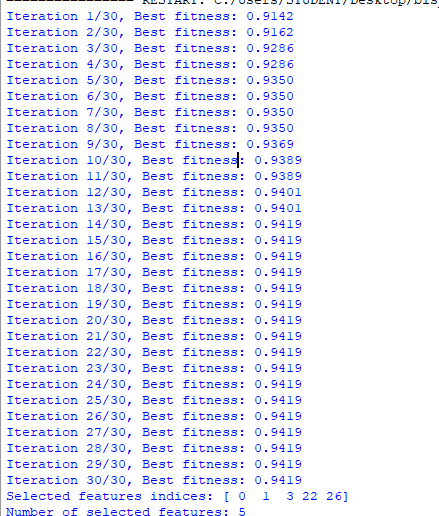 ================ RESTART: C:/Users/STUDENT/Desktop/bls
Iteration 1/30, Best fitness: 0.9142
Iteration 2/30, Best fitness: 0.9162
Iteration 3/30, Best fitness: 0.9286
Iteration 4/30, Best fitness: 0.9286
Iteration 5/30, Best fitness: 0.9350
Iteration 6/30, Best fitness: 0.9350
Iteration 7/30, Best fitness: 0.9350
Iteration 8/30, Best fitness: 0.9350
Iteration 9/30, Best fitness: 0.9369
Iteration 10/30, Best fitness: 0.9389
Iteration 11/30, Best fitness: 0.9389
Iteration 12/30, Best fitness: 0.9401
Iteration 13/30, Best fitness: 0.9401
Iteration 14/30, Best fitness: 0.9419
Iteration 15/30, Best fitness: 0.9419
Iteration 16/30, Best fitness: 0.9419
Iteration 17/30, Best fitness: 0.9419
Iteration 18/30, Best fitness: 0.9419
Iteration 19/30, Best fitness: 0.9419
Iteration 20/30, Best fitness: 0.9419
Iteration 21/30, Best fitness: 0.9419
Iteration 22/30, Best fitness: 0.9419
Iteration 23/30, Best fitness: 0.9419
Iteration 24/30, Best fitness: 0.9419
Iteration 25/30, Best fitness: 0.9419
Iteration 26/30, Best fitness: 0.9419
Iteration 27/30, Best fitness: 0.9419
Iteration 28/30, Best fitness: 0.9419
Iteration 29/30, Best fitness: 0.9419
Iteration 30/30, Best fitness: 0.9419
Selected features indices: [ 0  1  3 22 26]
Number of selected features: 5